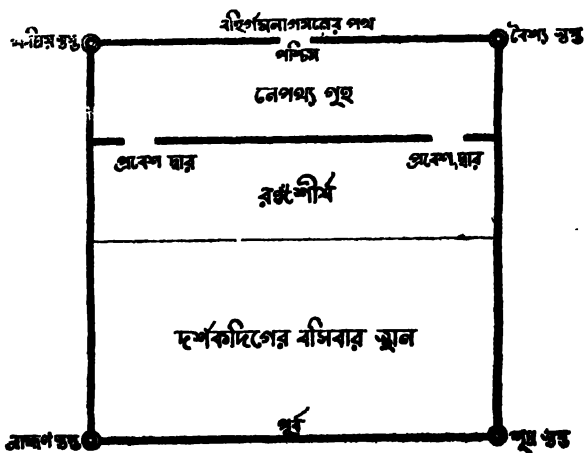 বহির্গমনাগমনের পথ
ক্ষত্রিয় স্তম্ভ
বৈশ্য স্তম্ভ
পশ্চিম
নেপথ্য গৃহ
প্রবেশ দ্বার
প্রবেশ দ্বার
রঙ্গশীর্ষ
দর্শকদিগের বসিবার স্থান
পূর্ব
ব্রাহ্মণ স্তম্ভ
শূদ্র স্তম্ভ